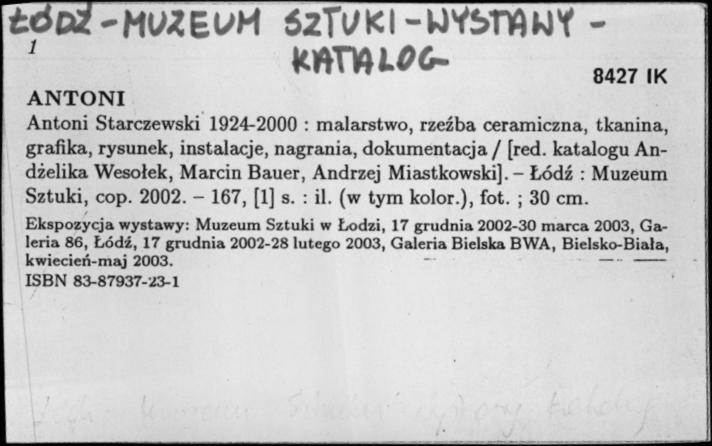 ŁÓDŹ - MUZEUM SZTUKI - WYSTAWY -
KATALOG
1
8427 IK
ANTONI
Antoni Starczewski 1924-2000 : malarstwo, rzeźba ceramiczna, tkanina,
grafika, rysunek, instalacje, nagrania, dokumentacja / [red. katalogu An-
dżelika Wesołek, Marcin Bauer, Andrzej Miastkowski]. – Łódź : Muzeum
Sztuki, cop. 2002. – 167, [1] s. : il. (w tym kolor.), fot. ; 30 cm.
Ekspozycja wystawy: Muzeum Sztuki w Łodzi, 17 grudnia 2002-30 marca 2003, Ga-
leria 86, Łódź, 17 grudnia 2002-28 lutego 2003, Galeria Bielska BWA, Bielsko-Biała,
kwiecień-maj 2003.
ISBN 83-87937-23-1